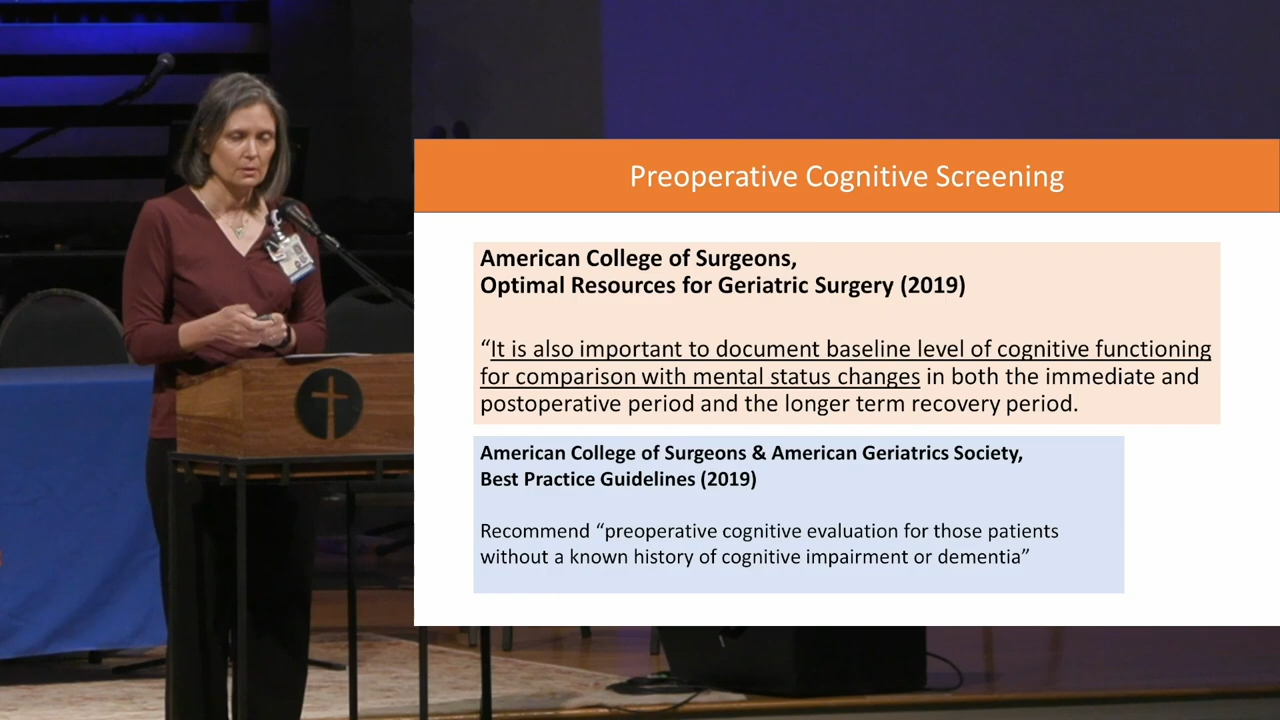 Preoperative Cognitive Screening
American College of Surgeons,
Optimal Resources for Geriatric Surgery (2019)
“It is also important to document baseline level of cognitive functioning
for comparison with mental status changes in both the immediate and
postoperative period and the longer term recovery period.
American College of Surgeons & American Geriatrics Society,
Best Practice Guidelines (2019)
Recommend “preoperative cognitive evaluation for those patients
without a known history of cognitive impairment or dementia”